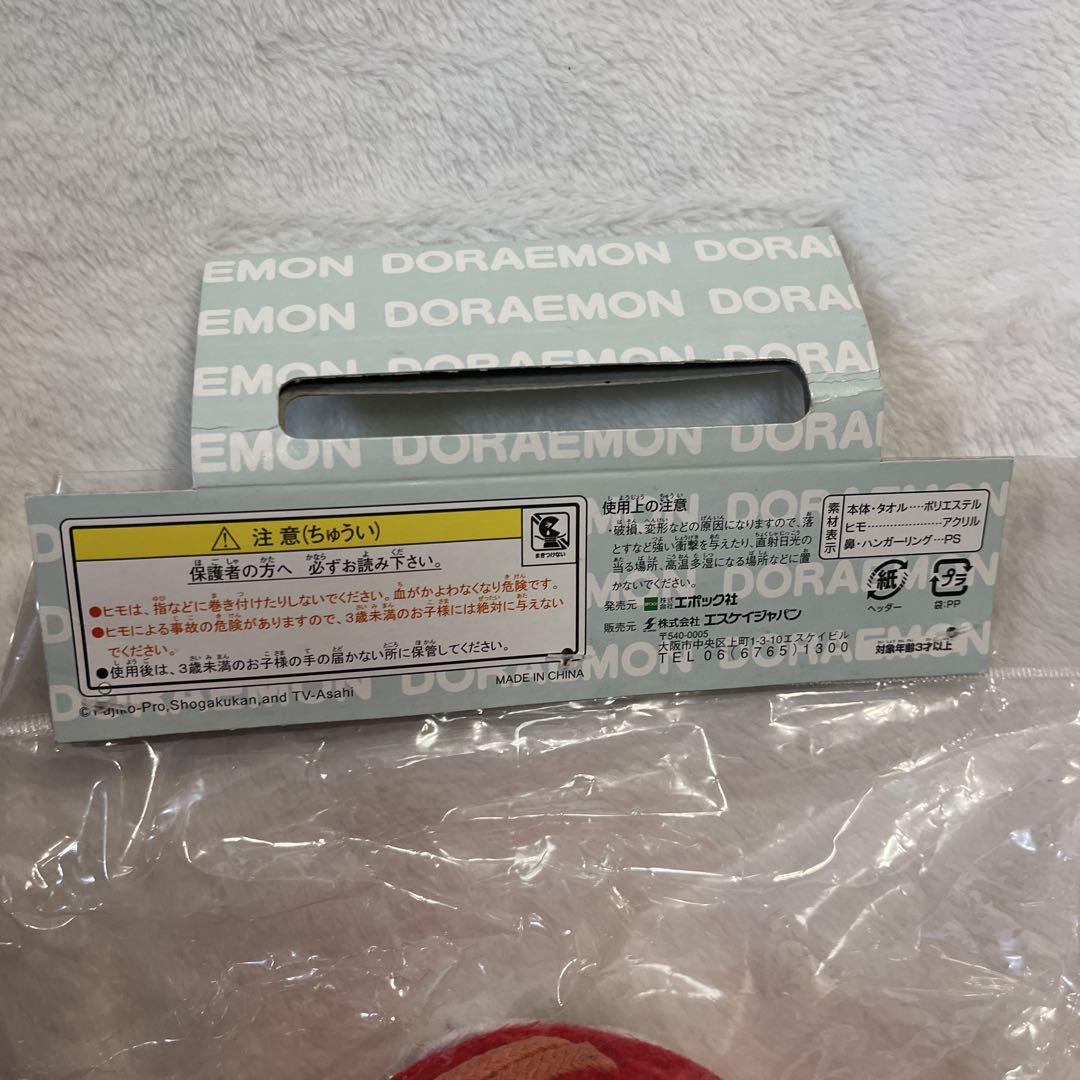 EMON DORAEMON DORAE
EMON DORAEMON DORAE
EMON DORAEMON DORAE
EMON DORAEMON DORAE
注意(ちゅうい)
まきつけない
保護者の方へ 必ずお読み下さい。
●ヒモは、指などに巻き付けたりしないでください。血がかよわなくなり危険です。
●ヒモによる事故の危険がありますので、3歳未満のお子様には絶対に与えない
でください。
●使用後は、3歳未満のお子様の手の届かない所に保管してください。
MADE IN CHINA
©Fujiko-Pro,Shogakukan,and TV-Asahi
使用上の注意
・破損、変形などの原因になりますので、落
とすなど強い衝撃を与えたり、直射日光の
当る場所、高温多湿になる場所などに置
かないでください。
発売元 EPOCH 株式会社 エポック社
販売元 株式会社 エスケイジャパン
〒540-0005
大阪市中央区上町1-3-10エスケイビル
TEL 06(6765)1300
素材表示
本体・タオル‥‥ポリエステル
ヒモ‥‥‥‥‥‥‥アクリル
鼻・ハンガーリング‥・PS
紙
ヘッダー
プラ
袋:PP
対象年齢3才以上